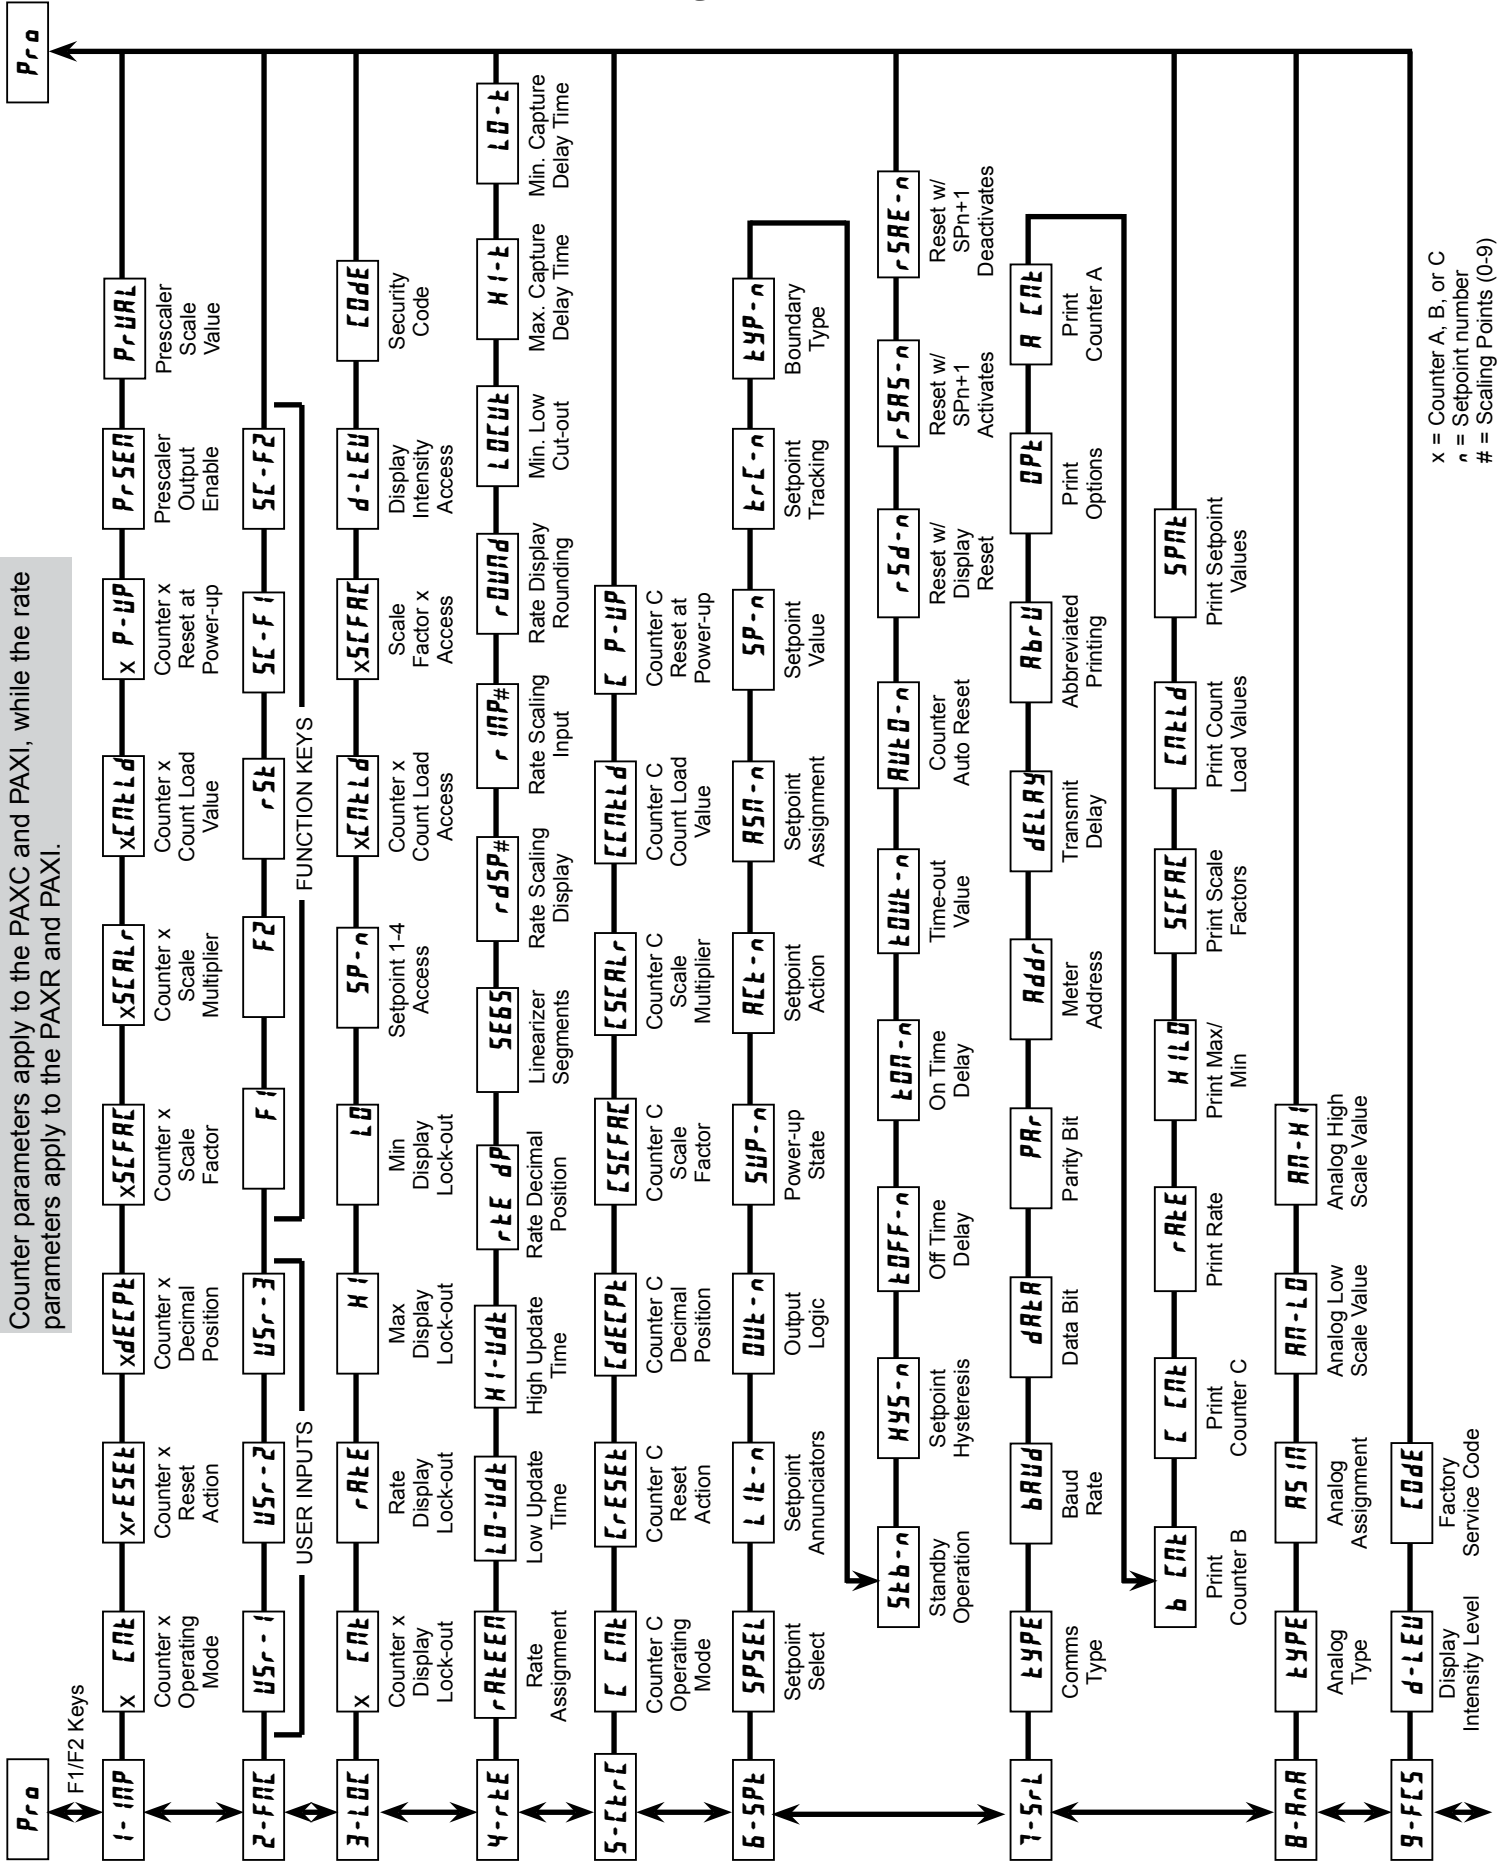 Counter parameters apply to the PAXC and PAXI, while the rate
parameters apply to the PAXR and PAXI.
Pro
Pro
F1/F2 Keys
1-INP
x CNt
Counter x
Operating
Mode
xrESEt
Counter x
Reset
Action
xdECPt
Counter x
Decimal
Position
xSCFAC
Counter x
Scale
Factor
xSCALr
Counter x
Scale
Multiplier
xCNtLd
Counter x
Count Load
Value
x P-UP
Counter x
Reset at
Power-up
PrSEN
Prescaler
Output
Enable
PrVAL
Prescaler
Scale
Value
2-FNC
USr-1
USr-2
USr-3
USER INPUTS
F1
F2
rSt
SC-F1
SC-F2
FUNCTION KEYS
3-LOC
x CNt
Counter x
Display
Lock-out
rAtE
Rate
Display
Lock-out
HI
Max
Display
Lock-out
LO
Min
Display
Lock-out
SP-n
Setpoint 1-4
Access
xCNtLd
Counter x
Count Load
Access
xSCFAC
Scale
Factor x
Access
d-LEV
Display
Intensity
Access
CODE
Security
Code
4-rtE
rAtEEN
Rate
Assignment
LO-Udt
Low Update
Time
HI-Udt
High Update
Time
rtE dP
Rate Decimal
Position
SEGS
Linearizer
Segments
rdSP#
Rate Scaling
Display
r INP#
Rate Scaling
Input
rOUNd
Rate Display
Rounding
LOCUt
Min. Low
Cut-out
HI-t
Max. Capture
Delay Time
LO-t
Min. Capture
Delay Time
5-CtrC
C CNt
Counter C
Operating
Mode
CrESEt
Counter C
Reset
Action
CdECPt
Counter C
Decimal
Position
CSCFAC
Counter C
Scale
Factor
CSCALr
Counter C
Scale
Multiplier
CCNtLd
Counter C
Count Load
Value
C P-UP
Counter C
Reset at
Power-up
6-SPt
SPSEL
Setpoint
Select
LIt-n
Setpoint
Annunciators
OUt-n
Output
Logic
SUP-n
Power-up
State
ACt-n
Setpoint
Action
ASN-n
Setpoint
Assignment
SP-n
Setpoint
Value
trC-n
Setpoint
Tracking
tYP-n
Boundary
Type
Stb-n
Standby
Operation
HYS-n
Setpoint
Hysteresis
tOFF-n
Off Time
Delay
tON-n
On Time
Delay
tOUt-n
Time-out
Value
AUtO-n
Counter
Auto Reset
rSd-n
Reset w/
Display
Reset
rSAS-n
Reset w/
SPn+1
Activates
rSAE-n
Reset w/
SPn+1
Deactivates
7-SrL
tYPE
Comms
Type
bAUd
Baud
Rate
dAtA
Data Bit
PAr
Parity Bit
Addr
Meter
Address
dELAY
Transmit
Delay
AbrV
Abbreviated
Printing
OPt
Print
Options
A CNt
Print
Counter A
b CNt
Print
Counter B
C CNt
Print
Counter C
rAtE
Print Rate
HILO
Print Max/
Min
SCFAC
Print Scale
Factors
CNtLd
Print Count
Load Values
SPNt
Print Setpoint
Values
8-AnA
tYPE
Analog
Type
ASIN
Analog
Assignment
AN-LO
Analog Low
Scale Value
AN-HI
Analog High
Scale Value
9-FCS
d-LEV
Display
Intensity Level
CODE
Factory
Service Code
x = Counter A, B, or C
n = Setpoint number
# = Scaling Points (0-9)